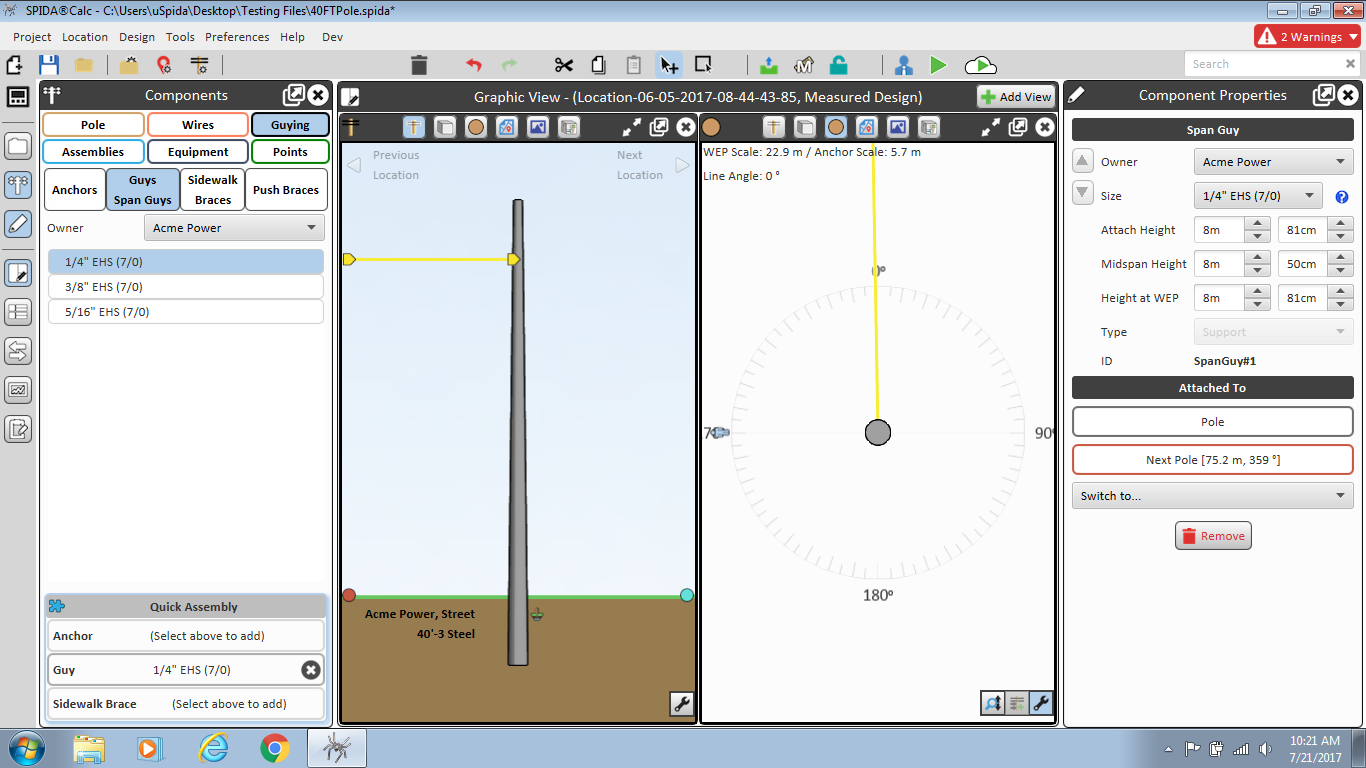 SPIDA®Calc - C:\Users\uSpida\Desktop\Testing Files\40FTPole.spida*
Project Location Design Tools Preferences Help Dev
2 Warnings
Search
Components
Pole Wires Guying
Assemblies Equipment Points
Anchors
Guys
Span Guys
Sidewalk
Braces
Push Braces
Owner Acme Power
1/4" EHS (7/0)
3/8" EHS (7/0)
5/16" EHS (7/0)
Quick Assembly
Anchor (Select above to add)
Guy 1/4" EHS (7/0)
Sidewalk Brace (Select above to add)
Graphic View - (Location-06-05-2017-08-44-43-85, Measured Design)
Add View
Previous
Location
Next
Location
Acme Power, Street
40'-3 Steel
WEP Scale: 22.9 m / Anchor Scale: 5.7 m
Line Angle: 0 °
0°
90°
180°
Component Properties
Span Guy
Owner Acme Power
Size 1/4" EHS (7/0)
Attach Height 8m 81cm
Midspan Height 8m 50cm
Height at WEP 8m 81cm
Type Support
ID SpanGuy#1
Attached To
Pole
Next Pole [75.2 m, 359 °]
Switch to...
Remove
10:21 AM
7/21/2017